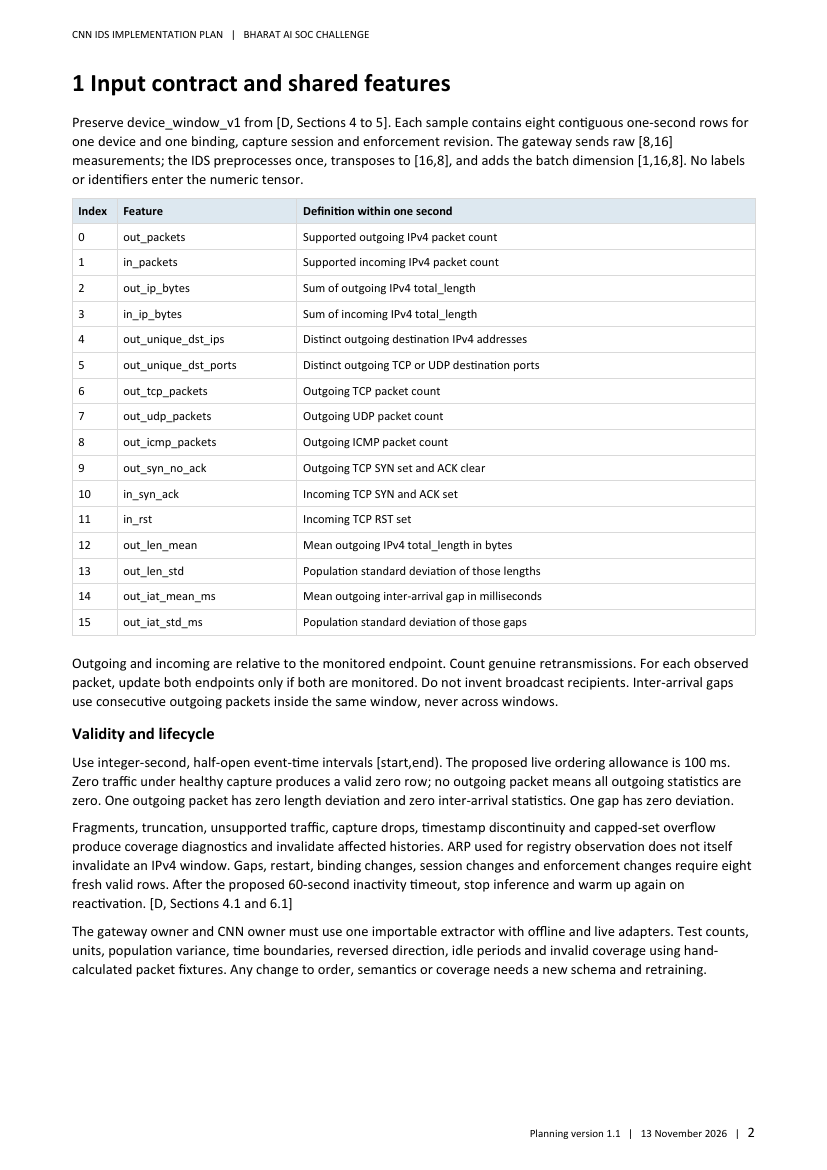 CNN IDS IMPLEMENTATION PLAN | BHARAT AI SOC CHALLENGE
1 Input contract and shared features
Preserve device_window_v1 from [D, Sections 4 to 5]. Each sample contains eight contiguous one-second rows for
one device and one binding, capture session and enforcement revision. The gateway sends raw [8,16]
measurements; the IDS preprocesses once, transposes to [16,8], and adds the batch dimension [1,16,8]. No labels
or identifiers enter the numeric tensor.
Index Feature Definition within one second
0 out_packets Supported outgoing IPv4 packet count
1 in_packets Supported incoming IPv4 packet count
2 out_ip_bytes Sum of outgoing IPv4 total_length
3 in_ip_bytes Sum of incoming IPv4 total_length
4 out_unique_dst_ips Distinct outgoing destination IPv4 addresses
5 out_unique_dst_ports Distinct outgoing TCP or UDP destination ports
6 out_tcp_packets Outgoing TCP packet count
7 out_udp_packets Outgoing UDP packet count
8 out_icmp_packets Outgoing ICMP packet count
9 out_syn_no_ack Outgoing TCP SYN set and ACK clear
10 in_syn_ack Incoming TCP SYN and ACK set
11 in_rst Incoming TCP RST set
12 out_len_mean Mean outgoing IPv4 total_length in bytes
13 out_len_std Population standard deviation of those lengths
14 out_iat_mean_ms Mean outgoing inter-arrival gap in milliseconds
15 out_iat_std_ms Population standard deviation of those gaps
Outgoing and incoming are relative to the monitored endpoint. Count genuine retransmissions. For each observed
packet, update both endpoints only if both are monitored. Do not invent broadcast recipients. Inter-arrival gaps
use consecutive outgoing packets inside the same window, never across windows.
Validity and lifecycle
Use integer-second, half-open event-time intervals [start,end). The proposed live ordering allowance is 100 ms.
Zero traffic under healthy capture produces a valid zero row; no outgoing packet means all outgoing statistics are
zero. One outgoing packet has zero length deviation and zero inter-arrival statistics. One gap has zero deviation.
Fragments, truncation, unsupported traffic, capture drops, timestamp discontinuity and capped-set overflow
produce coverage diagnostics and invalidate affected histories. ARP used for registry observation does not itself
invalidate an IPv4 window. Gaps, restart, binding changes, session changes and enforcement changes require eight
fresh valid rows. After the proposed 60-second inactivity timeout, stop inference and warm up again on
reactivation. [D, Sections 4.1 and 6.1]
The gateway owner and CNN owner must use one importable extractor with offline and live adapters. Test counts,
units, population variance, time boundaries, reversed direction, idle periods and invalid coverage using hand-
calculated packet fixtures. Any change to order, semantics or coverage needs a new schema and retraining.
Planning version 1.1 | 13 November 2026 | 2